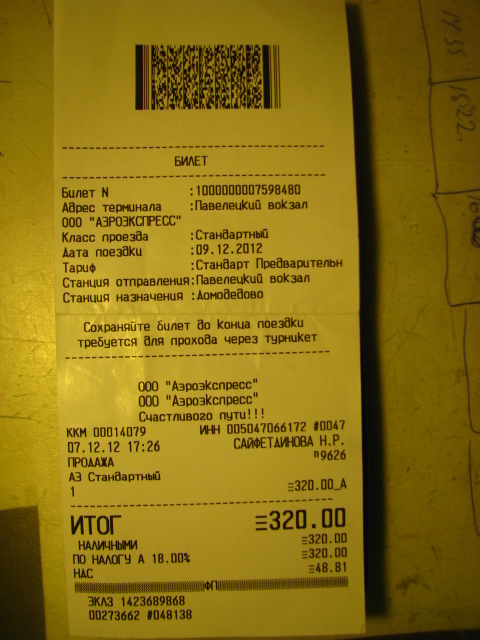 БИЛЕТ
Билет N :1000000007598480
Адрес терминала :Павелецкий вокзал
ООО "АЭРОЭКСПРЕСС"
Класс проезда :Стандартный
Дата поездки :09.12.2012
Тариф :Стандарт Предварительн
Станция отправления:Павелецкий вокзал
Станция назначения :Домодедово
Сохраняйте билет до конца поездки
требуется для прохода через турникет
ООО "Аэроэкспресс"
ООО "Аэроэкспресс"
Счастливого пути!!!
ККМ 00014079 ИНН 005047066172 #0047
07.12.12 17:26 САЙФЕТДИНОВА Н.Р.
ПРОДАЖА №9626
АЭ Стандартный
1 ≡320.00_А
ИТОГ ≡320.00
НАЛИЧНЫМИ ≡320.00
ПО НАЛОГУ А 18.00% ≡320.00
НДС ≡48.81
ФП
ЭКЛЗ 1423689868
00273662 #048138
1822.